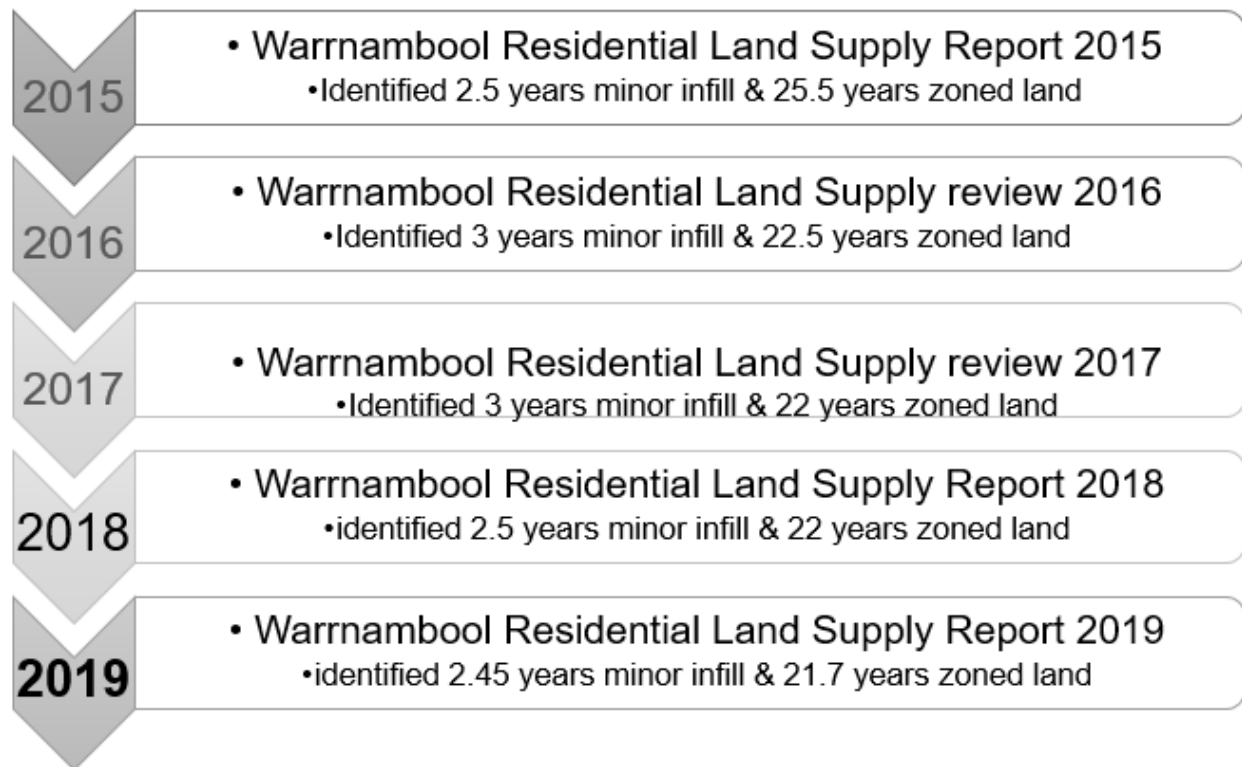 2015
• Warrnambool Residential Land Supply Report 2015
•Identified 2.5 years minor infill & 25.5 years zoned land
2016
• Warrnambool Residential Land Supply review 2016
•Identified 3 years minor infill & 22.5 years zoned land
2017
• Warrnambool Residential Land Supply review 2017
•Identified 3 years minor infill & 22 years zoned land
2018
• Warrnambool Residential Land Supply Report 2018
•identified 2.5 years minor infill & 22 years zoned land
2019
• Warrnambool Residential Land Supply Report 2019
•identified 2.45 years minor infill & 21.7 years zoned land